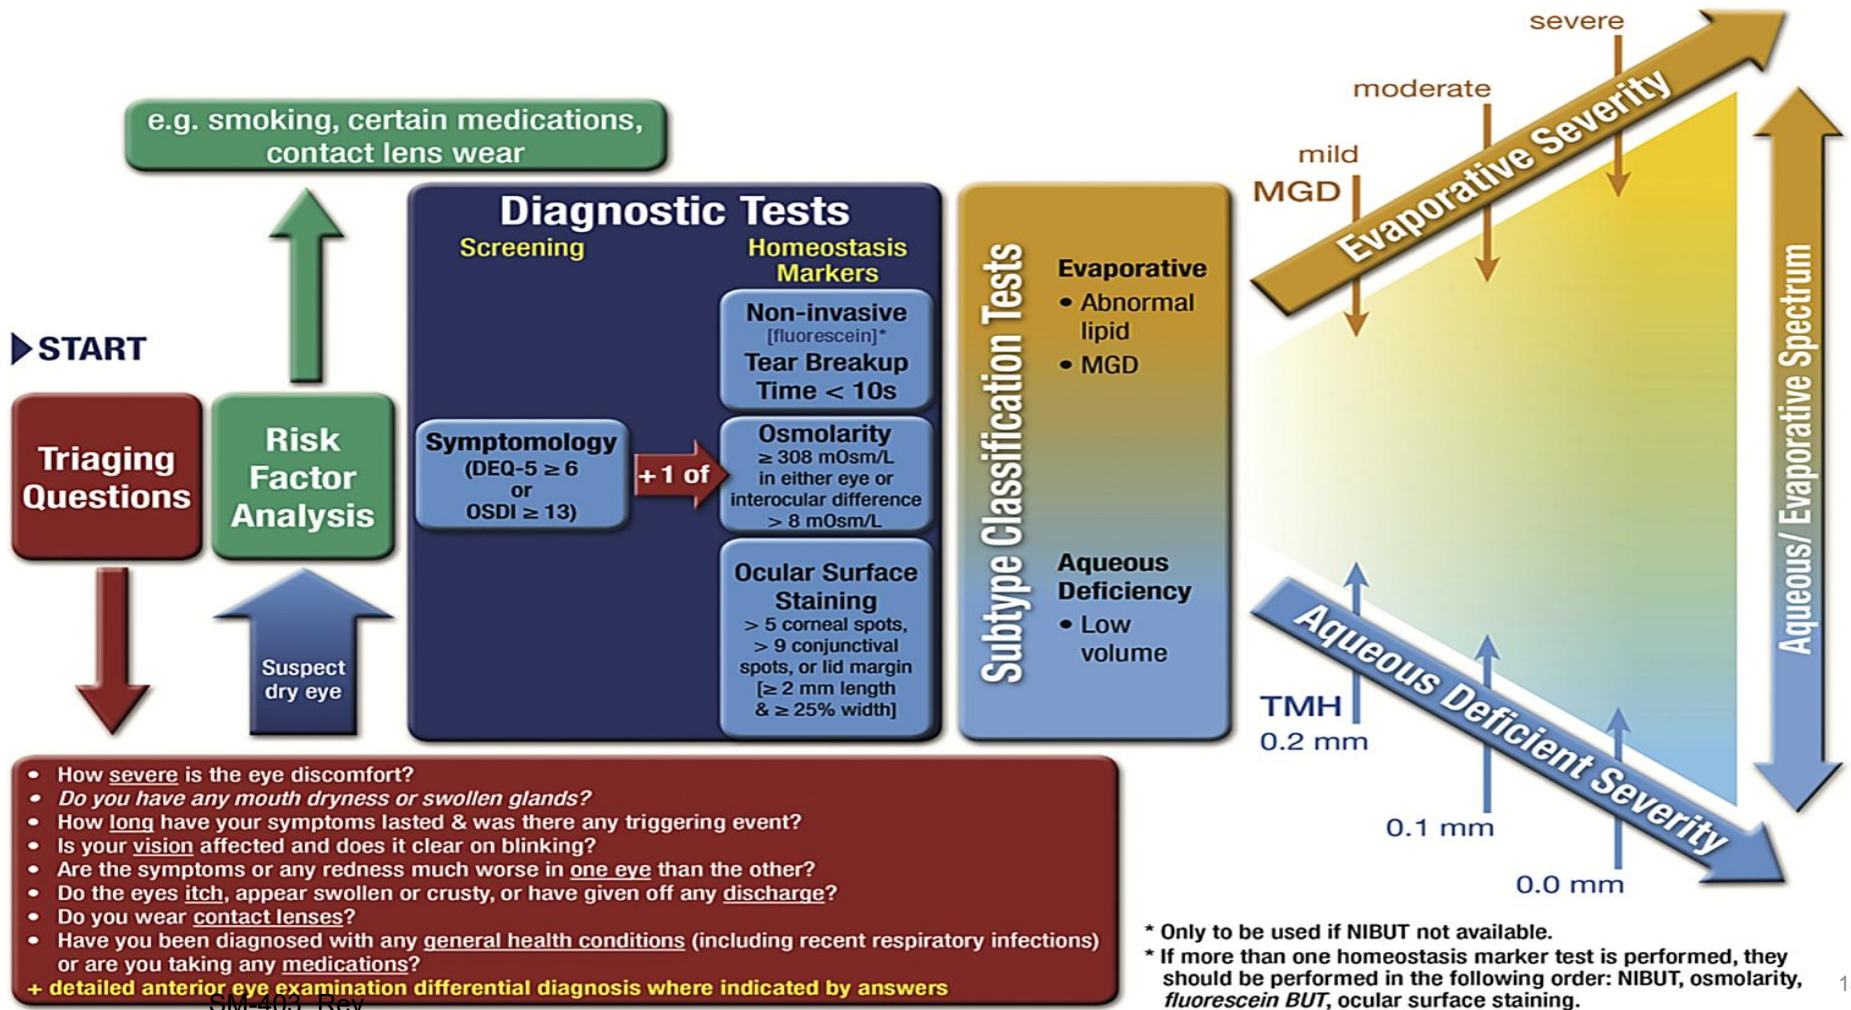 START
Triaging
Questions
Risk
Factor
Analysis
e.g. smoking, certain medications,
contact lens wear
Suspect
dry eye
Diagnostic Tests
Screening
Symptomology
(DEQ-5 ≥ 6
or
OSDI ≥ 13)
+1 of
Homeostasis
Markers
Non-invasive
[fluorescein]*
Tear Breakup
Time < 10s
Osmolarity
≥ 308 mOsm/L
in either eye or
interocular difference
> 8 mOsm/L
Ocular Surface
Staining
> 5 corneal spots,
> 9 conjunctival
spots, or lid margin
[≥ 2 mm length
& ≥ 25% width]
Subtype Classification Tests
Evaporative
• Abnormal
lipid
• MGD
Aqueous
Deficiency
• Low
volume
severe
moderate
mild
MGD
Evaporative Severity
Aqueous/ Evaporative Spectrum
Aqueous Deficient Severity
TMH
0.2 mm
0.1 mm
0.0 mm
• How severe is the eye discomfort?
• Do you have any mouth dryness or swollen glands?
• How long have your symptoms lasted & was there any triggering event?
• Is your vision affected and does it clear on blinking?
• Are the symptoms or any redness much worse in one eye than the other?
• Do the eyes itch, appear swollen or crusty, or have given off any discharge?
• Do you wear contact lenses?
• Have you been diagnosed with any general health conditions (including recent respiratory infections)
or are you taking any medications?
+ detailed anterior eye examination differential diagnosis where indicated by answers
SM-403 Rev
* Only to be used if NIBUT not available.
* If more than one homeostasis marker test is performed, they
should be performed in the following order: NIBUT, osmolarity,
fluorescein BUT, ocular surface staining.